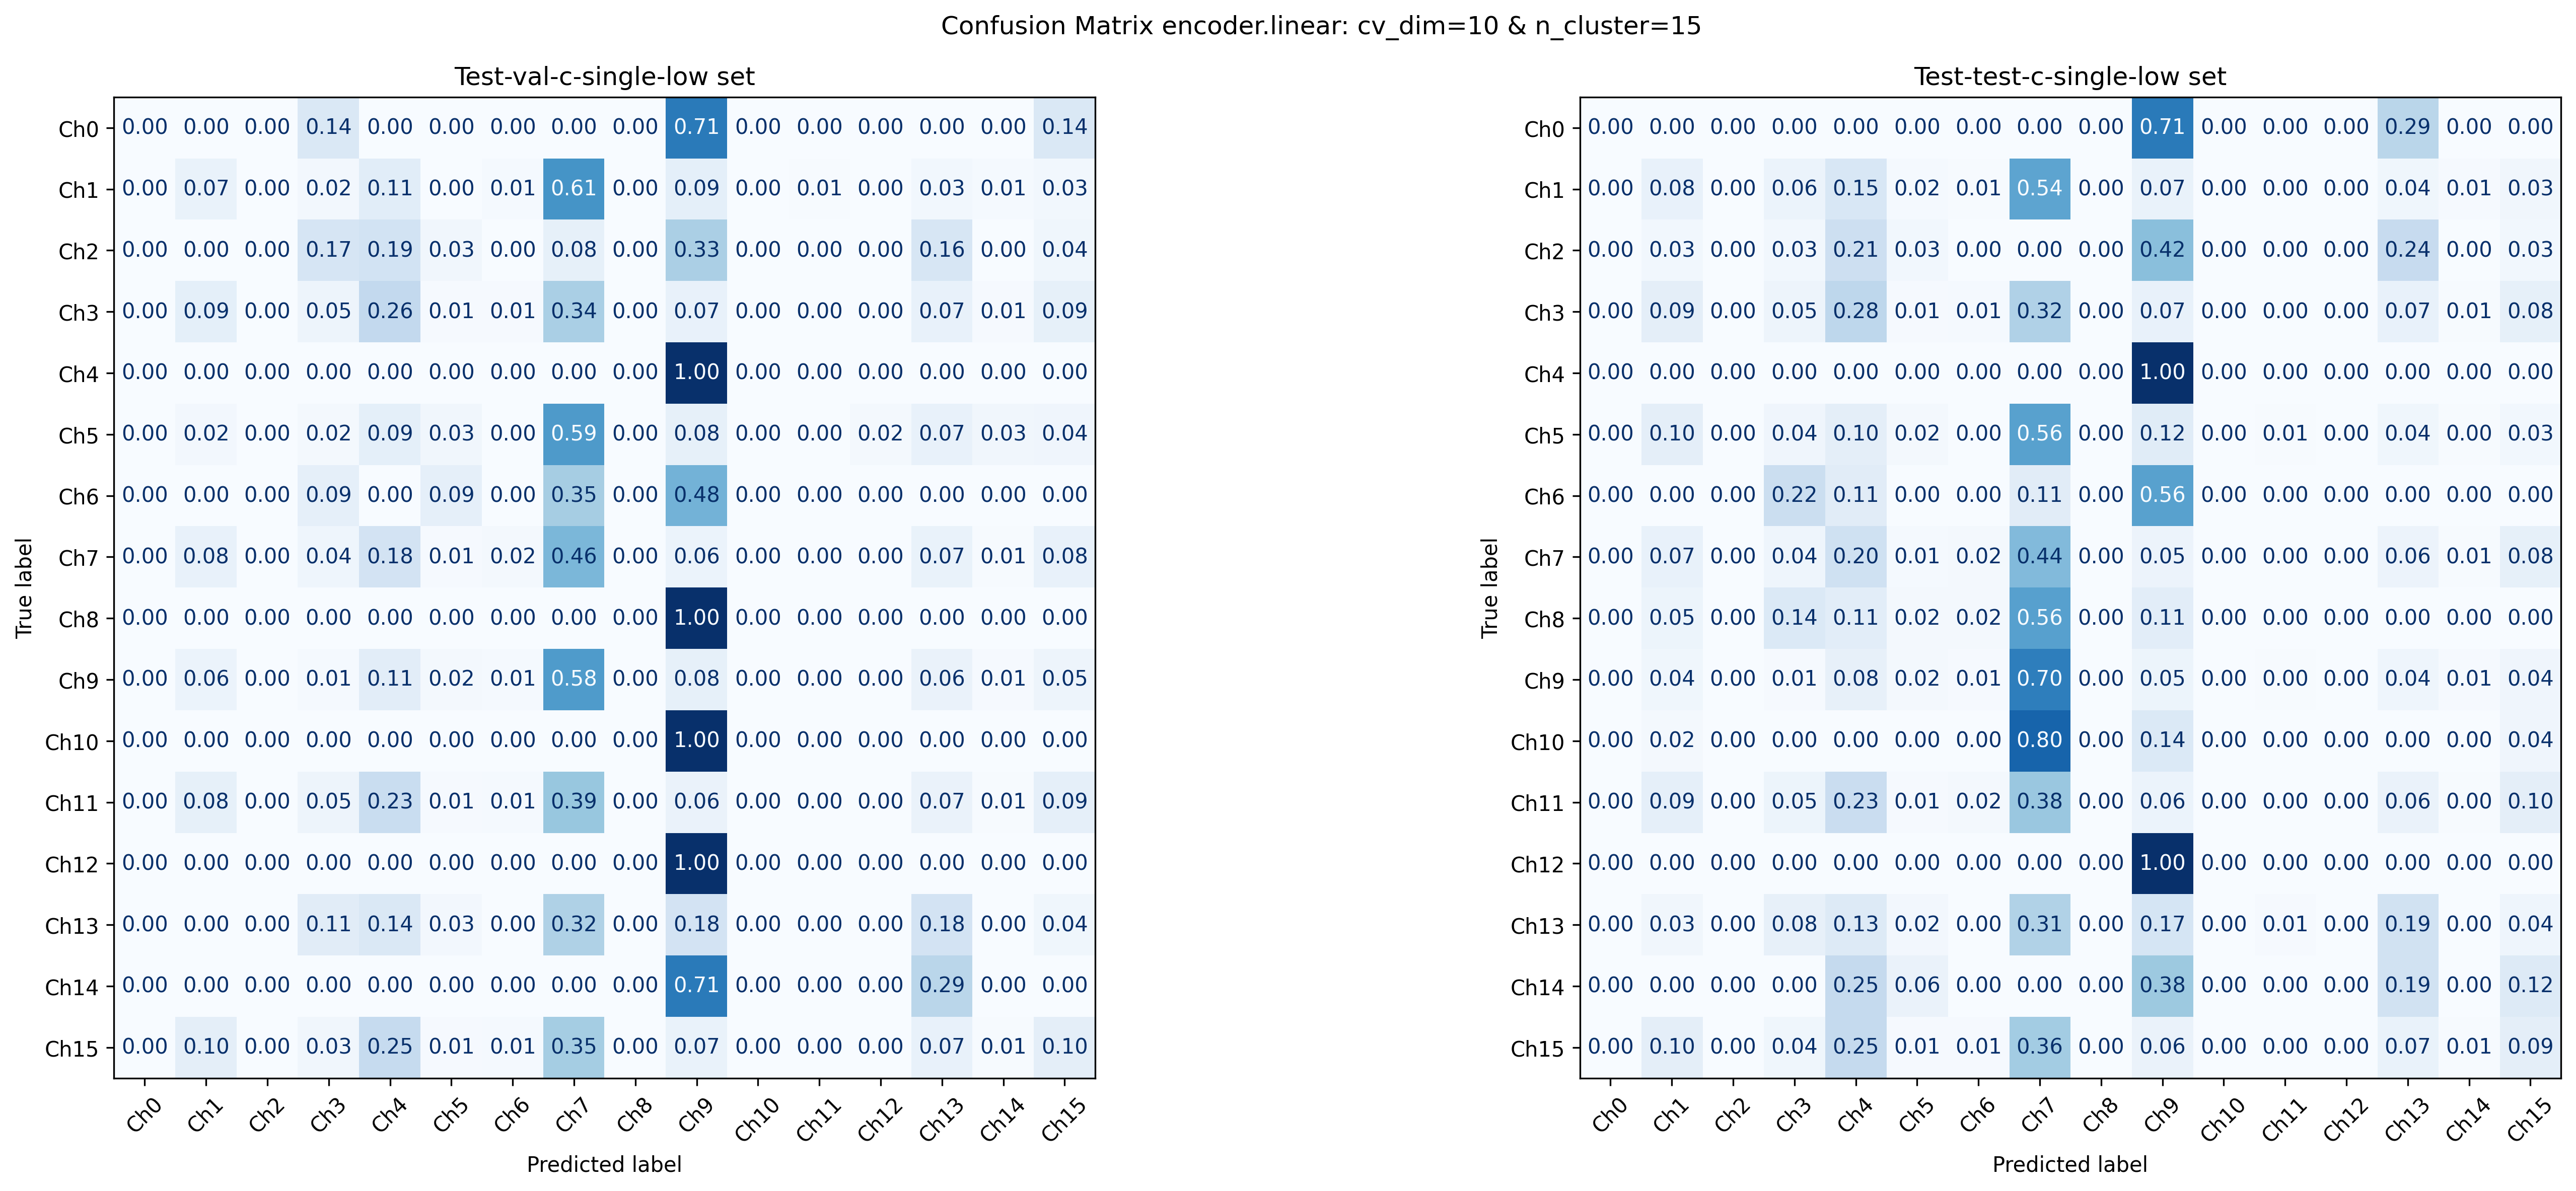 Confusion Matrix encoder.linear: cv_dim=10 & n_cluster=15
Test-val-c-single-low set
True label
Ch0 0.00 0.00 0.00 0.14 0.00 0.00 0.00 0.00 0.00 0.71 0.00 0.00 0.00 0.00 0.00 0.14
Ch1 0.00 0.07 0.00 0.02 0.11 0.00 0.01 0.61 0.00 0.09 0.00 0.01 0.00 0.03 0.01 0.03
Ch2 0.00 0.00 0.00 0.17 0.19 0.03 0.00 0.08 0.00 0.33 0.00 0.00 0.00 0.16 0.00 0.04
Ch3 0.00 0.09 0.00 0.05 0.26 0.01 0.01 0.34 0.00 0.07 0.00 0.00 0.00 0.07 0.01 0.09
Ch4 0.00 0.00 0.00 0.00 0.00 0.00 0.00 0.00 0.00 1.00 0.00 0.00 0.00 0.00 0.00 0.00
Ch5 0.00 0.02 0.00 0.02 0.09 0.03 0.00 0.59 0.00 0.08 0.00 0.00 0.02 0.07 0.03 0.04
Ch6 0.00 0.00 0.00 0.09 0.00 0.09 0.00 0.35 0.00 0.48 0.00 0.00 0.00 0.00 0.00 0.00
Ch7 0.00 0.08 0.00 0.04 0.18 0.01 0.02 0.46 0.00 0.06 0.00 0.00 0.00 0.07 0.01 0.08
Ch8 0.00 0.00 0.00 0.00 0.00 0.00 0.00 0.00 0.00 1.00 0.00 0.00 0.00 0.00 0.00 0.00
Ch9 0.00 0.06 0.00 0.01 0.11 0.02 0.01 0.58 0.00 0.08 0.00 0.00 0.00 0.06 0.01 0.05
Ch10 0.00 0.00 0.00 0.00 0.00 0.00 0.00 0.00 0.00 1.00 0.00 0.00 0.00 0.00 0.00 0.00
Ch11 0.00 0.08 0.00 0.05 0.23 0.01 0.01 0.39 0.00 0.06 0.00 0.00 0.00 0.07 0.01 0.09
Ch12 0.00 0.00 0.00 0.00 0.00 0.00 0.00 0.00 0.00 1.00 0.00 0.00 0.00 0.00 0.00 0.00
Ch13 0.00 0.00 0.00 0.11 0.14 0.03 0.00 0.32 0.00 0.18 0.00 0.00 0.00 0.18 0.00 0.04
Ch14 0.00 0.00 0.00 0.00 0.00 0.00 0.00 0.00 0.00 0.71 0.00 0.00 0.00 0.29 0.00 0.00
Ch15 0.00 0.10 0.00 0.03 0.25 0.01 0.01 0.35 0.00 0.07 0.00 0.00 0.00 0.07 0.01 0.10
Ch0 Ch1 Ch2 Ch3 Ch4 Ch5 Ch6 Ch7 Ch8 Ch9 Ch10 Ch11 Ch12 Ch13 Ch14 Ch15
Predicted label
Test-test-c-single-low set
True label
Ch0 0.00 0.00 0.00 0.00 0.00 0.00 0.00 0.00 0.00 0.71 0.00 0.00 0.00 0.29 0.00 0.00
Ch1 0.00 0.08 0.00 0.06 0.15 0.02 0.01 0.54 0.00 0.07 0.00 0.00 0.00 0.04 0.01 0.03
Ch2 0.00 0.03 0.00 0.03 0.21 0.03 0.00 0.00 0.00 0.42 0.00 0.00 0.00 0.24 0.00 0.03
Ch3 0.00 0.09 0.00 0.05 0.28 0.01 0.01 0.32 0.00 0.07 0.00 0.00 0.00 0.07 0.01 0.08
Ch4 0.00 0.00 0.00 0.00 0.00 0.00 0.00 0.00 0.00 1.00 0.00 0.00 0.00 0.00 0.00 0.00
Ch5 0.00 0.10 0.00 0.04 0.10 0.02 0.00 0.56 0.00 0.12 0.00 0.01 0.00 0.04 0.00 0.03
Ch6 0.00 0.00 0.00 0.22 0.11 0.00 0.00 0.11 0.00 0.56 0.00 0.00 0.00 0.00 0.00 0.00
Ch7 0.00 0.07 0.00 0.04 0.20 0.01 0.02 0.44 0.00 0.05 0.00 0.00 0.00 0.06 0.01 0.08
Ch8 0.00 0.05 0.00 0.14 0.11 0.02 0.02 0.56 0.00 0.11 0.00 0.00 0.00 0.00 0.00 0.00
Ch9 0.00 0.04 0.00 0.01 0.08 0.02 0.01 0.70 0.00 0.05 0.00 0.00 0.00 0.04 0.01 0.04
Ch10 0.00 0.02 0.00 0.00 0.00 0.00 0.00 0.80 0.00 0.14 0.00 0.00 0.00 0.00 0.00 0.04
Ch11 0.00 0.09 0.00 0.05 0.23 0.01 0.02 0.38 0.00 0.06 0.00 0.00 0.00 0.06 0.00 0.10
Ch12 0.00 0.00 0.00 0.00 0.00 0.00 0.00 0.00 0.00 1.00 0.00 0.00 0.00 0.00 0.00 0.00
Ch13 0.00 0.03 0.00 0.08 0.13 0.02 0.00 0.31 0.00 0.17 0.00 0.01 0.00 0.19 0.00 0.04
Ch14 0.00 0.00 0.00 0.00 0.25 0.06 0.00 0.00 0.00 0.38 0.00 0.00 0.00 0.19 0.00 0.12
Ch15 0.00 0.10 0.00 0.04 0.25 0.01 0.01 0.36 0.00 0.06 0.00 0.00 0.00 0.07 0.01 0.09
Ch0 Ch1 Ch2 Ch3 Ch4 Ch5 Ch6 Ch7 Ch8 Ch9 Ch10 Ch11 Ch12 Ch13 Ch14 Ch15
Predicted label